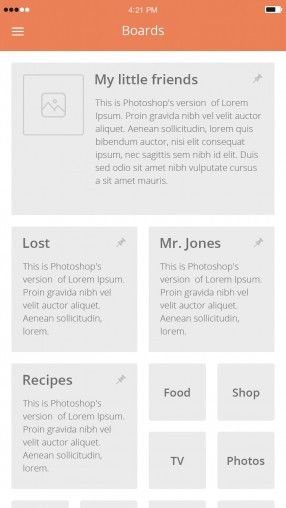 4:21 PM
Boards
My little friends
This is Photoshop's version of Lorem
Ipsum. Proin gravida nibh vel velit auctor
aliquet. Aenean sollicitudin, lorem quis
bibendum auctor, nisi elit consequat
ipsum, nec sagittis sem nibh id elit. Duis
sed odio sit amet nibh vulputate cursus
a sit amet mauris.
Lost
This is Photoshop's
version of Lorem Ipsum.
Proin gravida nibh vel
velit auctor aliquet.
Aenean sollicitudin,
lorem.
Mr. Jones
This is Photoshop's
version of Lorem Ipsum.
Proin gravida nibh vel
velit auctor aliquet.
Aenean sollicitudin,
lorem.
Recipes
This is Photoshop's
version of Lorem Ipsum.
Proin gravida nibh vel
velit auctor aliquet.
Aenean sollicitudin,
lorem.
Food
Shop
TV
Photos